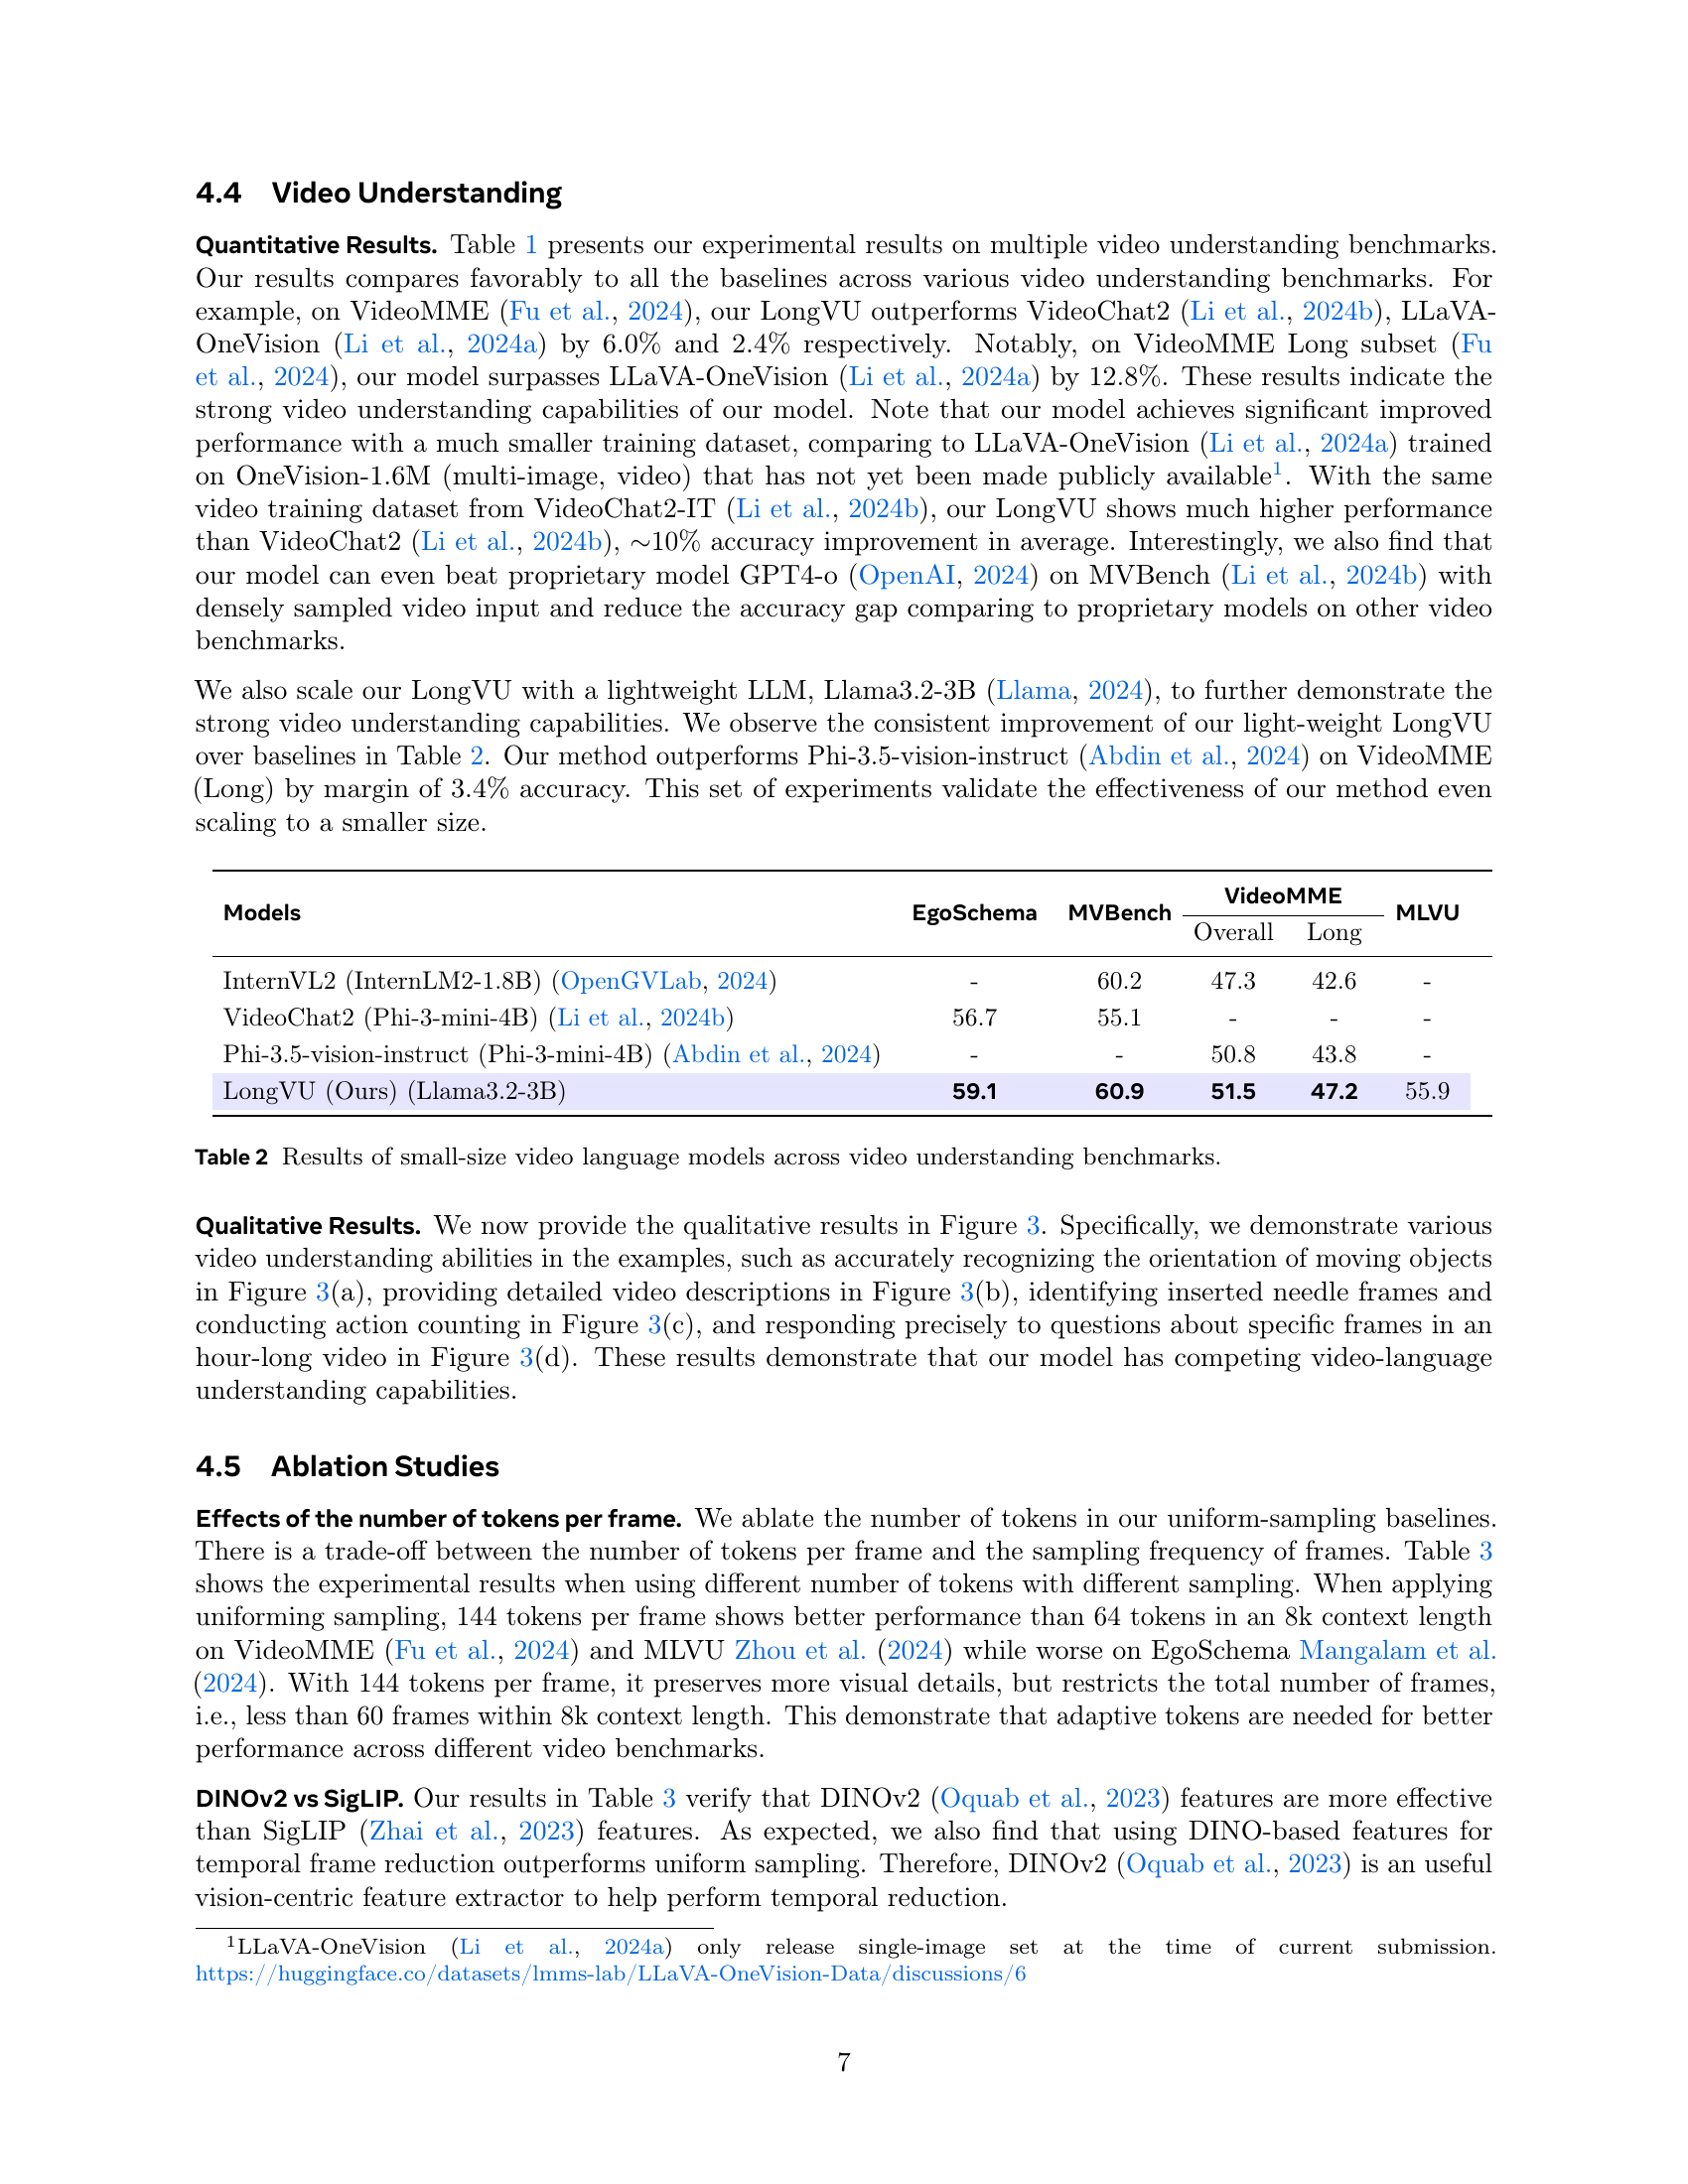 4.4 Video Understanding
Quantitative Results. Table 1 presents our experimental results on multiple video understanding benchmarks.
Our results compares favorably to all the baselines across various video understanding benchmarks. For
example, on VideoMME (Fu et al., 2024), our LongVU outperforms VideoChat2 (Li et al., 2024b), LLaVA-
OneVision (Li et al., 2024a) by 6.0% and 2.4% respectively. Notably, on VideoMME Long subset (Fu
et al., 2024), our model surpasses LLaVA-OneVision (Li et al., 2024a) by 12.8%. These results indicate the
strong video understanding capabilities of our model. Note that our model achieves significant improved
performance with a much smaller training dataset, comparing to LLaVA-OneVision (Li et al., 2024a) trained
on OneVision-1.6M (multi-image, video) that has not yet been made publicly available¹. With the same
video training dataset from VideoChat2-IT (Li et al., 2024b), our LongVU shows much higher performance
than VideoChat2 (Li et al., 2024b), ∼10% accuracy improvement in average. Interestingly, we also find that
our model can even beat proprietary model GPT4-o (OpenAI, 2024) on MVBench (Li et al., 2024b) with
densely sampled video input and reduce the accuracy gap comparing to proprietary models on other video
benchmarks.
We also scale our LongVU with a lightweight LLM, Llama3.2-3B (Llama, 2024), to further demonstrate the
strong video understanding capabilities. We observe the consistent improvement of our light-weight LongVU
over baselines in Table 2. Our method outperforms Phi-3.5-vision-instruct (Abdin et al., 2024) on VideoMME
(Long) by margin of 3.4% accuracy. This set of experiments validate the effectiveness of our method even
scaling to a smaller size.
Models EgoSchema MVBench VideoMME MLVU
Overall Long
InternVL2 (InternLM2-1.8B) (OpenGVLab, 2024) - 60.2 47.3 42.6 -
VideoChat2 (Phi-3-mini-4B) (Li et al., 2024b) 56.7 55.1 - - -
Phi-3.5-vision-instruct (Phi-3-mini-4B) (Abdin et al., 2024) - - 50.8 43.8 -
LongVU (Ours) (Llama3.2-3B) 59.1 60.9 51.5 47.2 55.9
Table 2 Results of small-size video language models across video understanding benchmarks.
Qualitative Results. We now provide the qualitative results in Figure 3. Specifically, we demonstrate various
video understanding abilities in the examples, such as accurately recognizing the orientation of moving objects
in Figure 3(a), providing detailed video descriptions in Figure 3(b), identifying inserted needle frames and
conducting action counting in Figure 3(c), and responding precisely to questions about specific frames in an
hour-long video in Figure 3(d). These results demonstrate that our model has competing video-language
understanding capabilities.
4.5 Ablation Studies
Effects of the number of tokens per frame. We ablate the number of tokens in our uniform-sampling baselines.
There is a trade-off between the number of tokens per frame and the sampling frequency of frames. Table 3
shows the experimental results when using different number of tokens with different sampling. When applying
uniforming sampling, 144 tokens per frame shows better performance than 64 tokens in an 8k context length
on VideoMME (Fu et al., 2024) and MLVU Zhou et al. (2024) while worse on EgoSchema Mangalam et al.
(2024). With 144 tokens per frame, it preserves more visual details, but restricts the total number of frames,
i.e., less than 60 frames within 8k context length. This demonstrate that adaptive tokens are needed for better
performance across different video benchmarks.
DINOv2 vs SigLIP. Our results in Table 3 verify that DINOv2 (Oquab et al., 2023) features are more effective
than SigLIP (Zhai et al., 2023) features. As expected, we also find that using DINO-based features for
temporal frame reduction outperforms uniform sampling. Therefore, DINOv2 (Oquab et al., 2023) is an useful
vision-centric feature extractor to help perform temporal reduction.
¹LLaVA-OneVision (Li et al., 2024a) only release single-image set at the time of current submission.
https://huggingface.co/datasets/lmms-lab/LLaVA-OneVision-Data/discussions/6
7